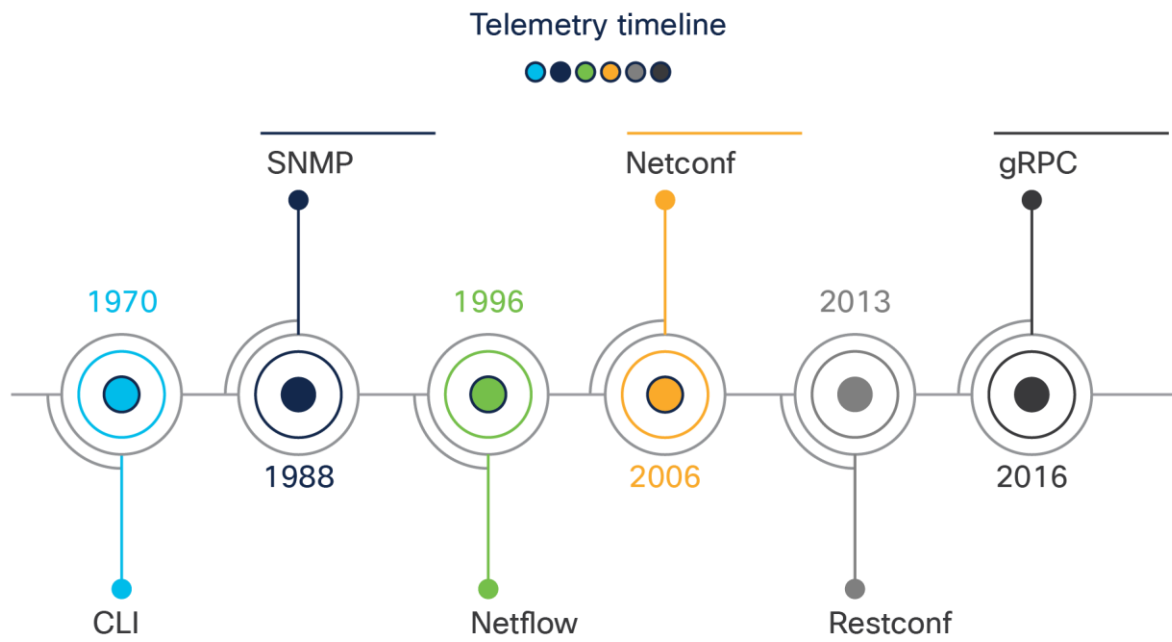 Telemetry timeline
SNMP
Netconf
gRPC
1970
1996
2013
1988
2006
2016
CLI
Netflow
Restconf